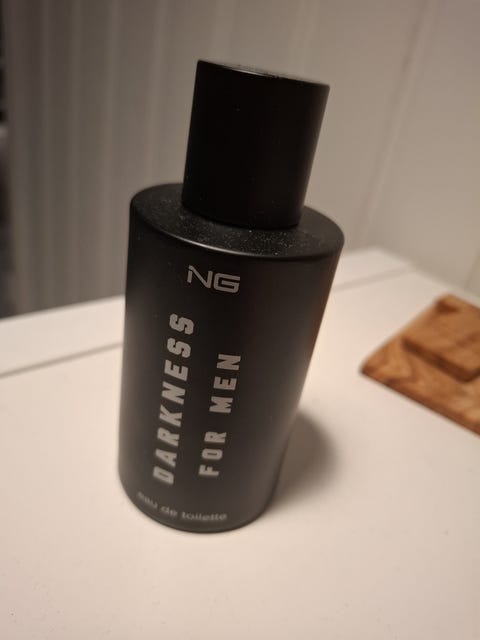 NG
DARKNESS
FOR MEN
eau de toilette